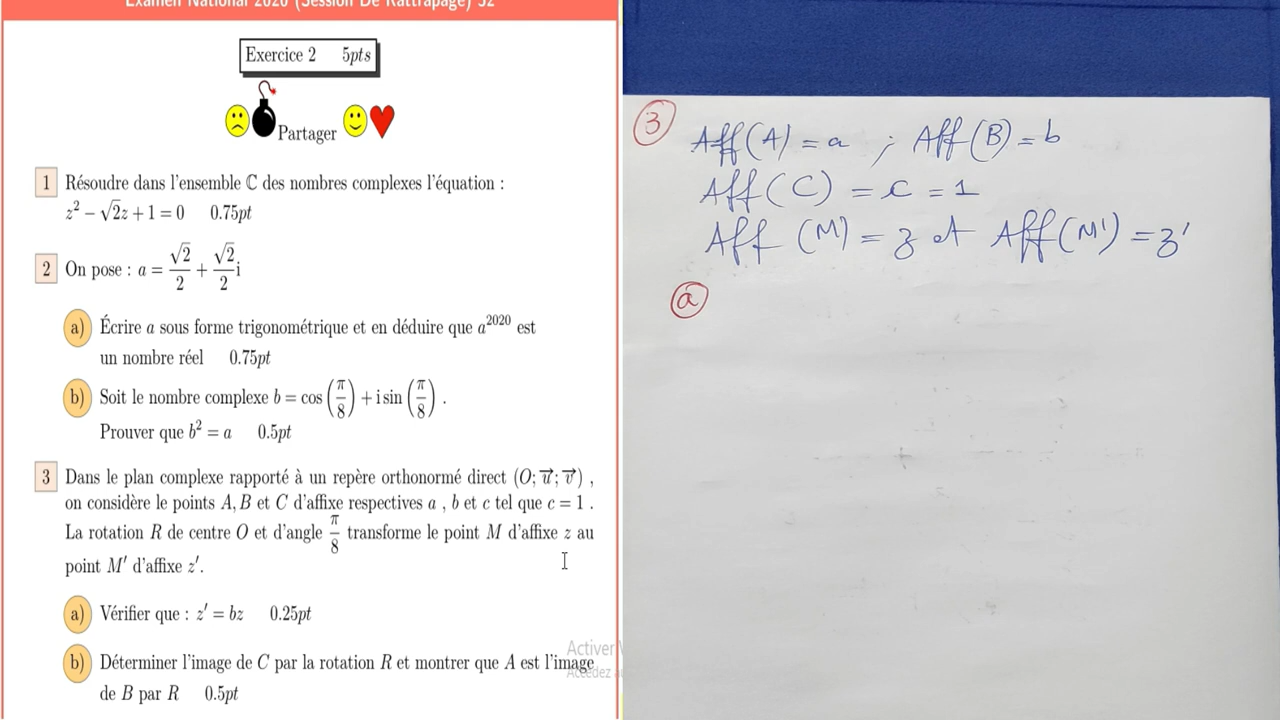 Examen National 2020 (Session De Rattrapage) S2
Exercice 2 5pts
Partager
1 Résoudre dans l'ensemble ℂ des nombres complexes l'équation :
z² − √2z + 1 = 0 0.75pt
2 On pose : a = √2/2 + √2/2 i
a) Écrire a sous forme trigonométrique et en déduire que a²⁰²⁰ est
un nombre réel 0.75pt
b) Soit le nombre complexe b = cos(π/8) + i sin(π/8) .
Prouver que b² = a 0.5pt
3 Dans le plan complexe rapporté à un repère orthonormé direct (O; u⃗; v⃗) ,
on considère le points A, B et C d'affixe respectives a , b et c tel que c = 1 .
La rotation R de centre O et d'angle π/8 transforme le point M d'affixe z au
point M′ d'affixe z′.
a) Vérifier que : z′ = bz 0.25pt
b) Déterminer l'image de C par la rotation R et montrer que A est l'image
de B par R 0.5pt
Activer
3 Aff(A) = a ; Aff(B) = b
Aff(C) = c = 1
Aff(M) = z et Aff(M') = z'
a